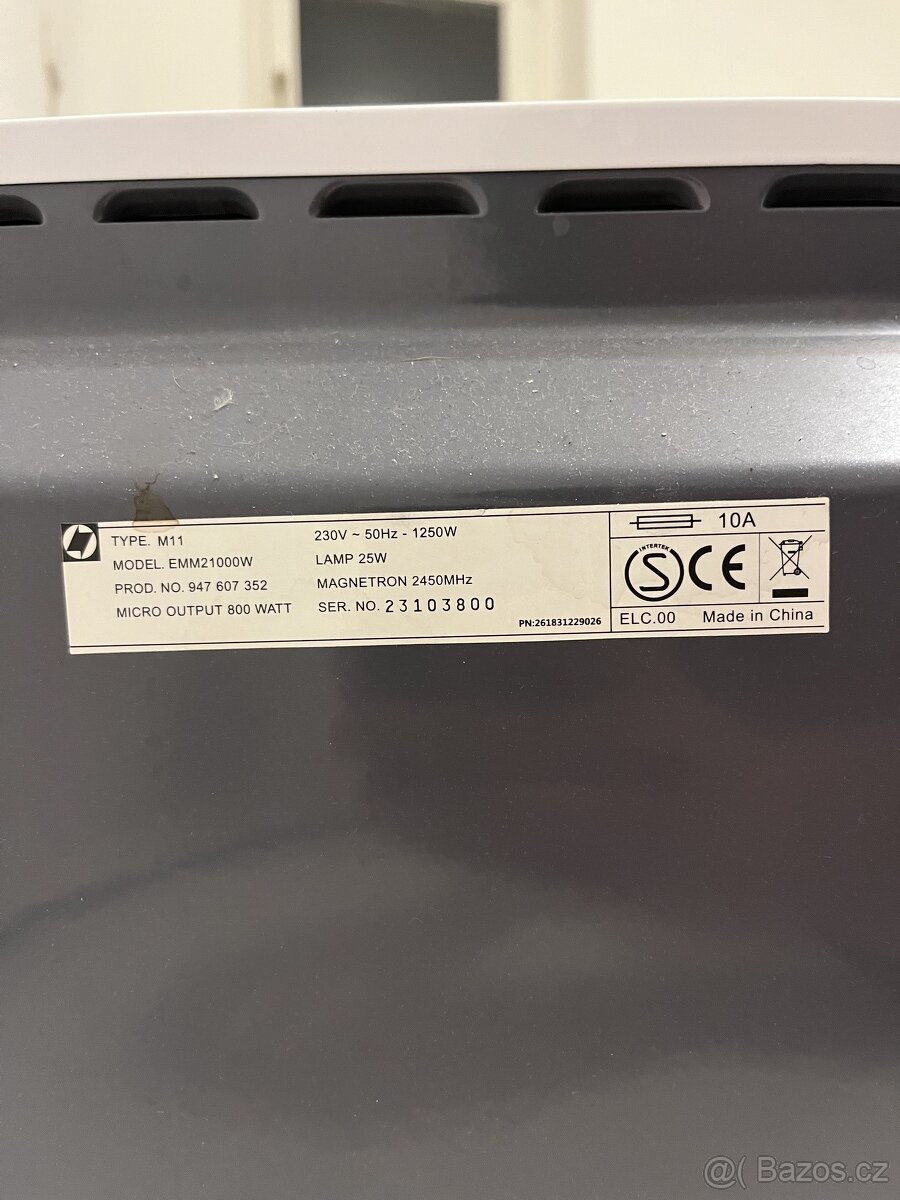 TYPE. M11
MODEL. EMM21000W
PROD. NO. 947 607 352
MICRO OUTPUT 800 WATT
230V ~ 50Hz - 1250W
LAMP 25W
MAGNETRON 2450MHz
SER. NO. 23103800
PN:261831229026
10A
INTERTEK
S
CE
ELC.00 Made in China
@( Bazos.cz